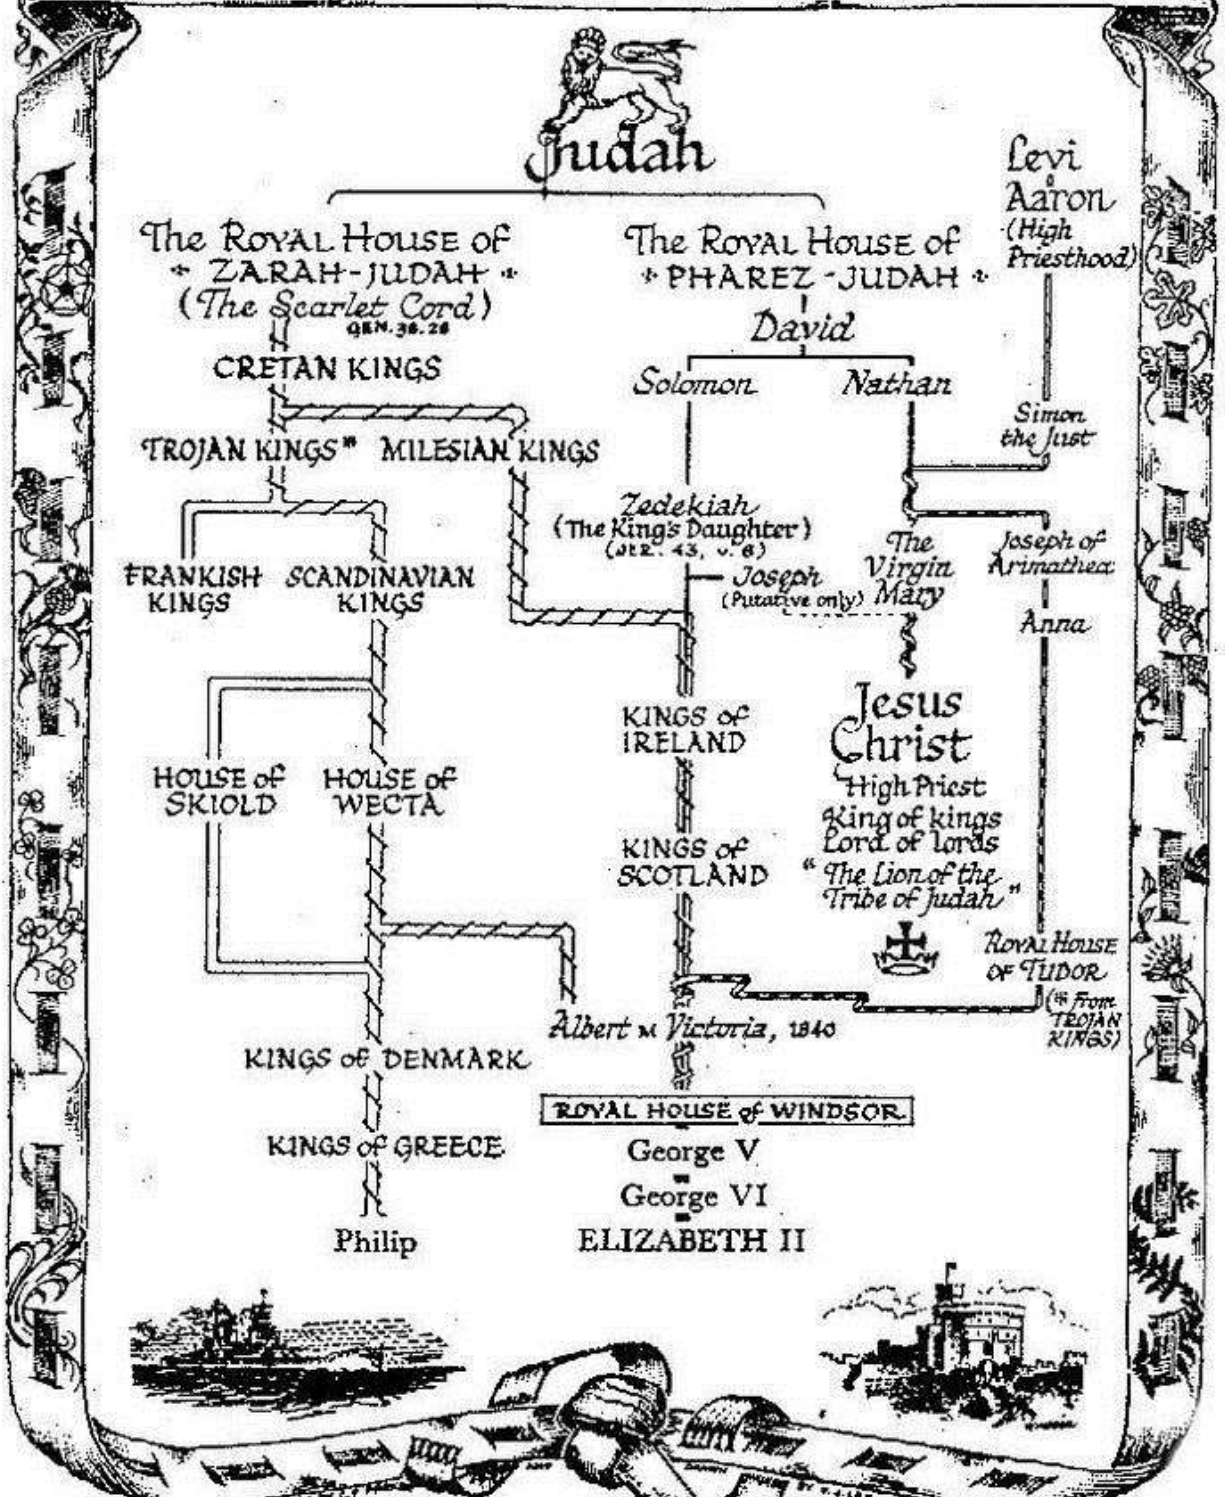 Judah
Levi
Aaron
(High
Priesthood)
The ROYAL HOUSE of
ZARAH-JUDAH
(The Scarlet Cord)
GEN. 38. 28
The ROYAL HOUSE of
PHAREZ-JUDAH
David
CRETAN KINGS
Solomon
Nathan
Simon
the Just
TROJAN KINGS*
MILESIAN KINGS
Zedekiah
(The King's Daughter)
(JER. 43, v. 6)
Joseph
(Putative only)
The
Virgin
Mary
Joseph of
Arimathea
Anna
FRANKISH
KINGS
SCANDINAVIAN
KINGS
Jesus
Christ
High Priest
King of kings
Lord of lords
"The Lion of the
Tribe of Judah"
KINGS of
IRELAND
HOUSE of
SKIOLD
HOUSE of
WECTA
KINGS of
SCOTLAND
ROYAL HOUSE
OF TUDOR
(* From
TROJAN
KINGS)
Albert M Victoria, 1840
KINGS of DENMARK
ROYAL HOUSE of WINDSOR
KINGS of GREECE
George V
George VI
Philip
ELIZABETH II